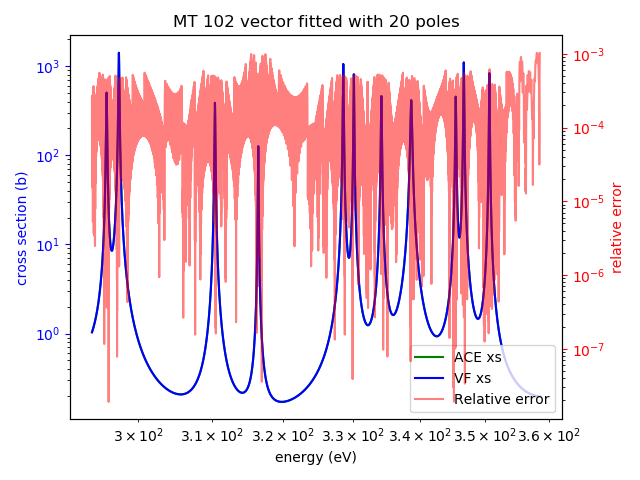 MT 102 vector fitted with 20 poles
cross section (b)
10³
10²
10¹
10⁰
10⁻³
10⁻⁴
10⁻⁵
10⁻⁶
10⁻⁷
relative error
ACE xs
VF xs
Relative error
3 × 10² 3.1 × 10² 3.2 × 10² 3.3 × 10² 3.4 × 10² 3.5 × 10² 3.6 × 10²
energy (eV)